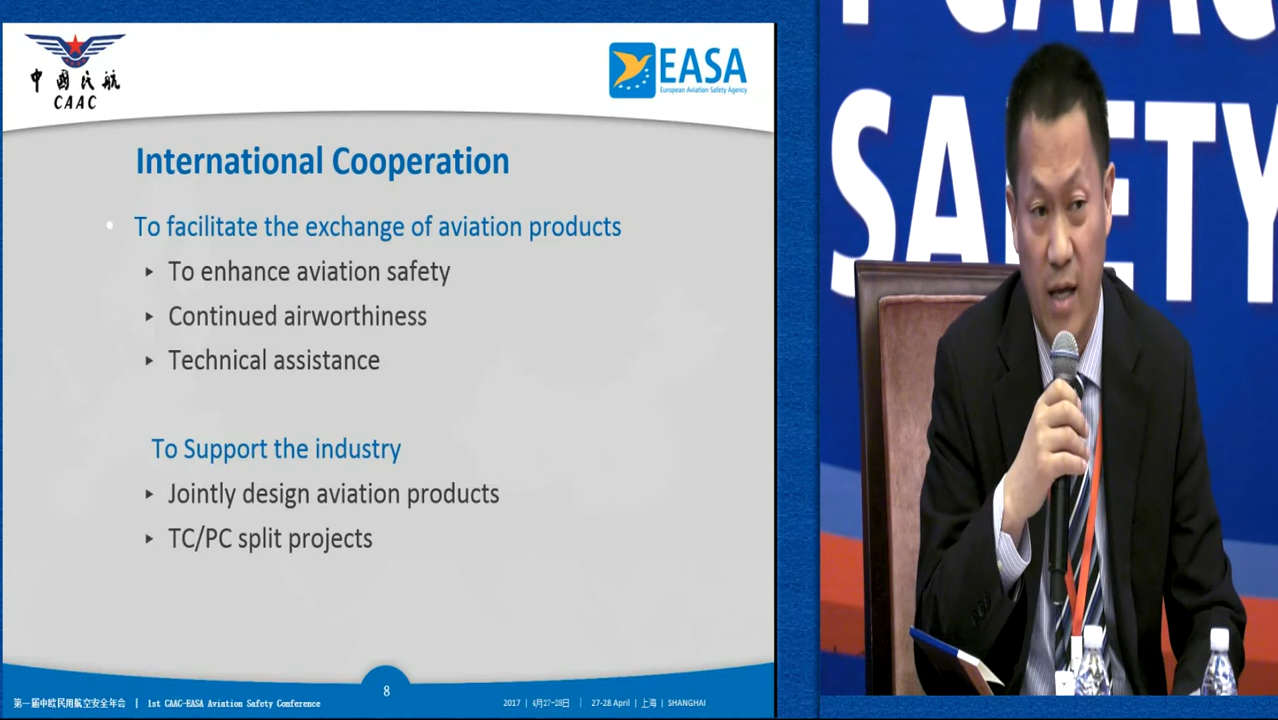 中國民航
CAAC
EASA
European Aviation Safety Agency
International Cooperation
• To facilitate the exchange of aviation products
‣ To enhance aviation safety
‣ Continued airworthiness
‣ Technical assistance
To Support the industry
‣ Jointly design aviation products
‣ TC/PC split projects
8
第一届中欧民用航空安全年会 | 1st CAAC-EASA Aviation Safety Conference
2017 | 4月27-28日 | 27-28 April | 上海 | SHANGHAI
CAAC
SAFETY